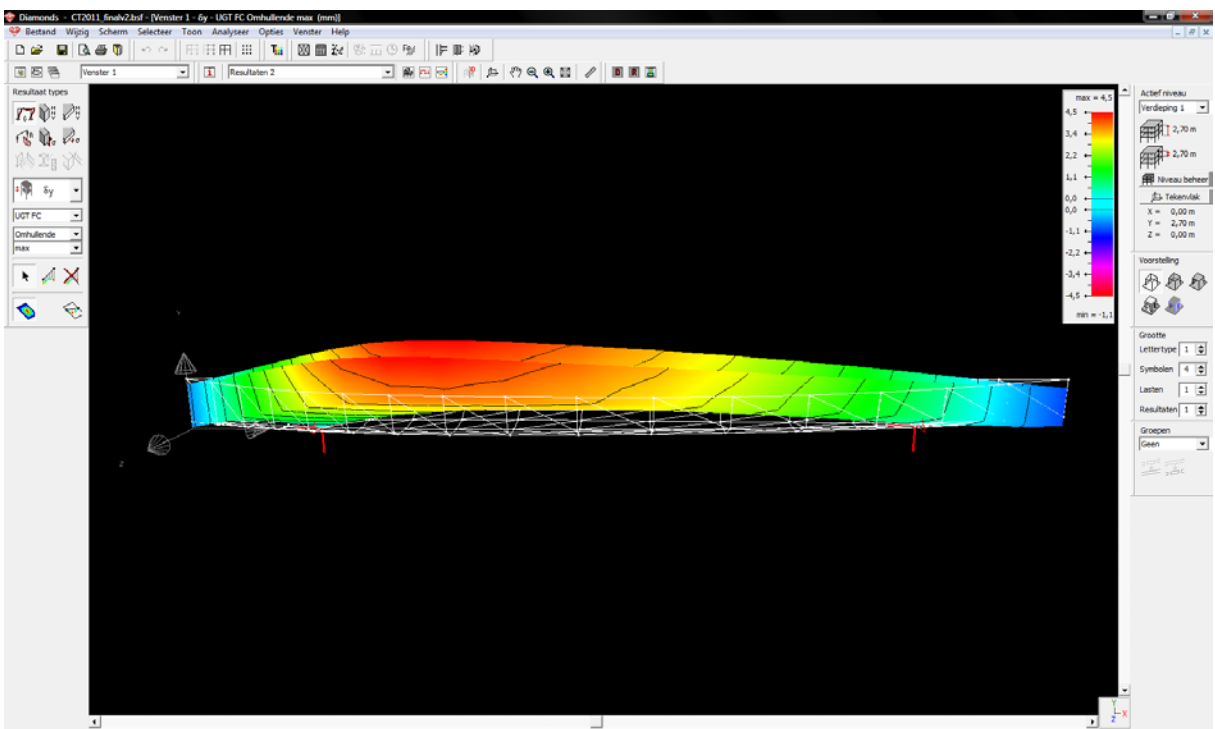 Diamonds - CT2011_finalv2.bsf - [Venster 1 - δy - UGT FC Omhullende max (mm)]
Bestand Wijzig Scherm Selecteer Toon Analyseer Opties Venster Help
Venster 1
Resultaten 2
Resultaat types
δy
UGT FC
Omhullende
max
max = 4,5
4,5
3,4
2,2
1,1
0,0
0,0
-1,1
-2,2
-3,4
-4,5
min = -1,1
Z
Y
X
Z
Actief niveau
Verdieping 1
2,70 m
2,70 m
Niveau beheer
Tekenvlak
X = 0,00 m
Y = 2,70 m
Z = 0,00 m
Voorstelling
Grootte
Lettertype 1
Symbolen 4
Lasten 1
Resultaten 1
Groepen
Geen